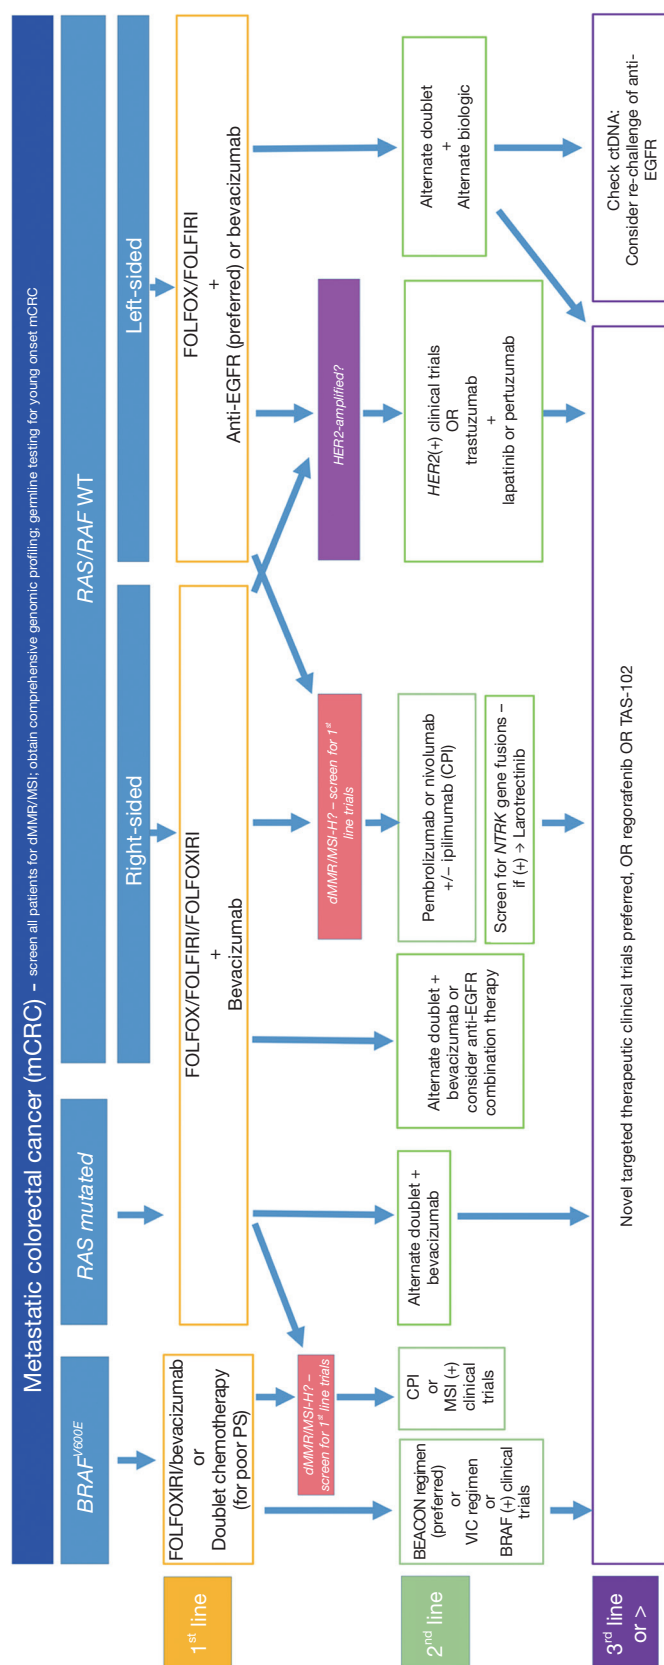 Metastatic colorectal cancer (mCRC) – screen all patients for dMMR/MSI; obtain comprehensive genomic profiling; germline testing for young onset mCRC
BRAF^V600E
RAS mutated
RAS/RAF WT
Right-sided
Left-sided
1st line
FOLFOXIRI/bevacizumab
or
Doublet chemotherapy
(for poor PS)
FOLFOX/FOLFIRI/FOLFOXIRI
+
Bevacizumab
FOLFOX/FOLFIRI
+
Anti-EGFR (preferred) or bevacizumab
dMMR/MSI-H? –
screen for 1st line trials
dMMR/MSI-H? – screen for 1st
line trials
HER2-amplified?
2nd line
BEACON regimen
(preferred)
or
VIC regimen
or
BRAF (+) clinical
trials
CPI
or
MSI (+)
clinical
trials
Alternate doublet +
bevacizumab
Alternate doublet +
bevacizumab or
consider anti-EGFR
combination therapy
Pembrolizumab or nivolumab
+/– ipilimumab (CPI)
Screen for NTRK gene fusions –
if (+) → Larotrectinib
HER2(+) clinical trials
OR
trastuzumab
+
lapatinib or pertuzumab
Alternate doublet
+
Alternate biologic
3rd line
or >
Novel targeted therapeutic clinical trials preferred, OR regorafenib OR TAS-102
Check ctDNA:
Consider re-challenge of anti-
EGFR